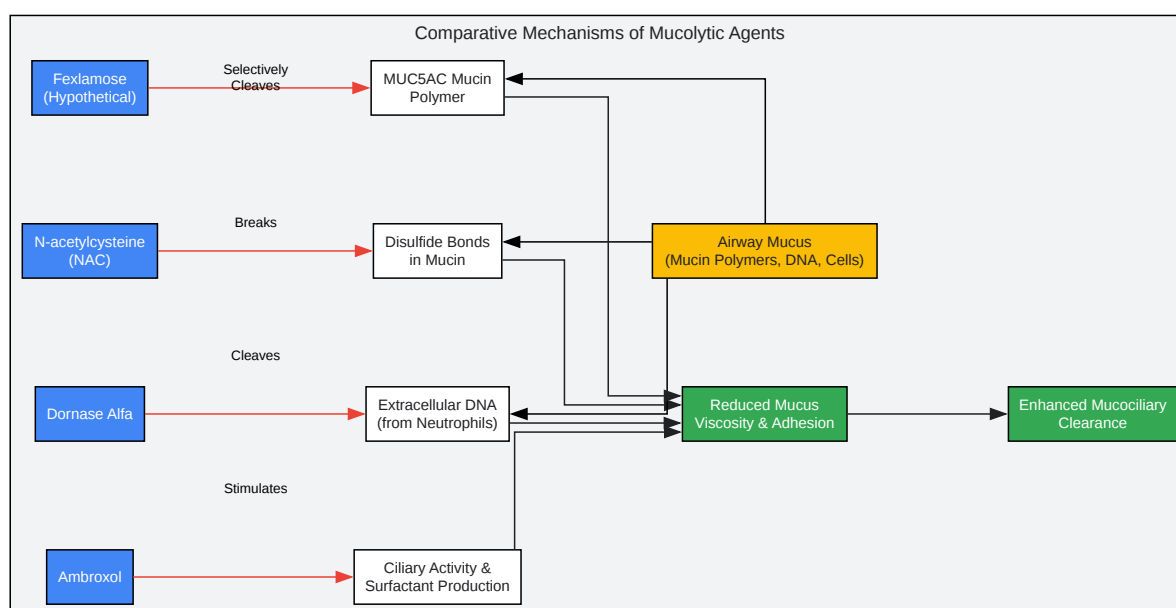 Comparative Mechanisms of Mucolytic Agents
Fexlamose
(Hypothetical)
Selectively
Cleaves
MUC5AC Mucin
Polymer
N-acetylcysteine
(NAC)
Breaks
Disulfide Bonds
in Mucin
Airway Mucus
(Mucin Polymers, DNA, Cells)
Cleaves
Dornase Alfa
Extracellular DNA
(from Neutrophils)
Reduced Mucus
Viscosity & Adhesion
Enhanced Mucociliary
Clearance
Stimulates
Ambroxol
Ciliary Activity &
Surfactant Production